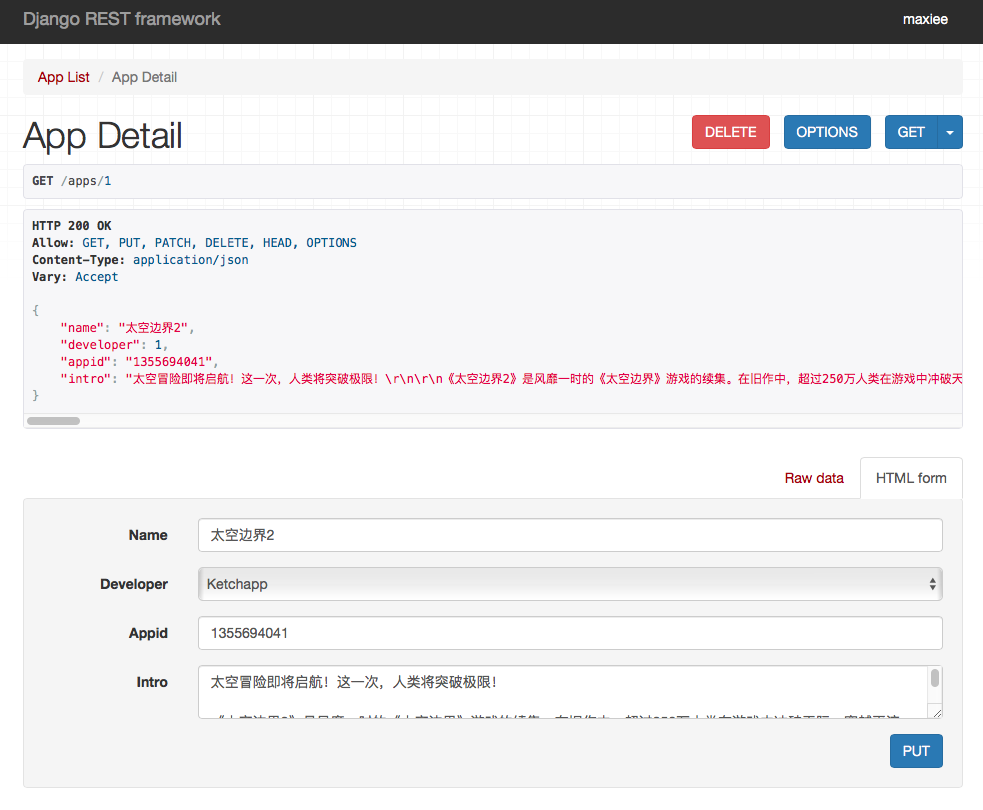 Django REST framework
maxiee
App List / App Detail
App Detail
DELETE
OPTIONS
GET
GET /apps/1
HTTP 200 OK
Allow: GET, PUT, PATCH, DELETE, HEAD, OPTIONS
Content-Type: application/json
Vary: Accept
{
"name": "太空边界2",
"developer": 1,
"appid": "1355694041",
"intro": "太空冒险即将启航！这一次，人类将突破极限！\r\n\r\n《太空边界2》是风靡一时的《太空边界》游戏的续集。在旧作中，超过250万人类在游戏中冲破天
}
Raw data
HTML form
Name
太空边界2
Developer
Ketchapp
Appid
1355694041
Intro
太空冒险即将启航！这一次，人类将突破极限！
PUT